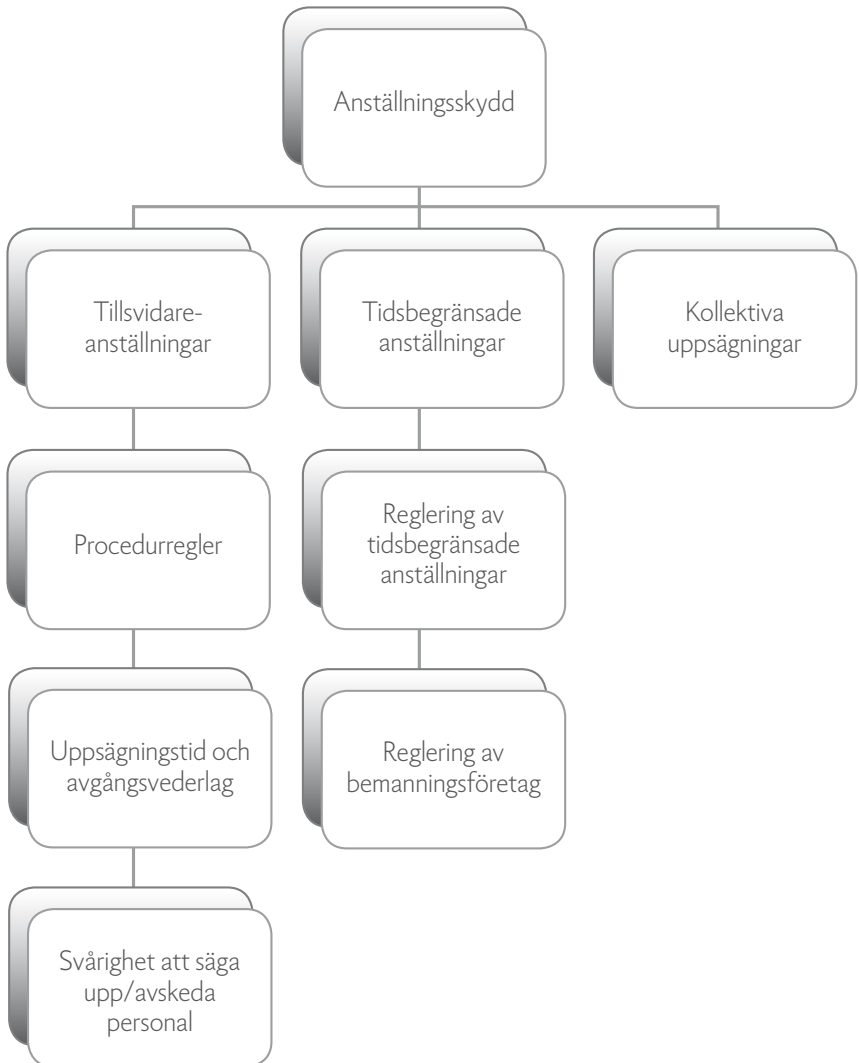 Anställningsskydd
Tillsvidare-
anställningar
Tidsbegränsade
anställningar
Kollektiva
uppsägningar
Procedurregler
Reglering av
tidsbegränsade
anställningar
Uppsägningstid och
avgångsvederlag
Reglering av
bemanningsföretag
Svårighet att säga
upp/avskeda
personal